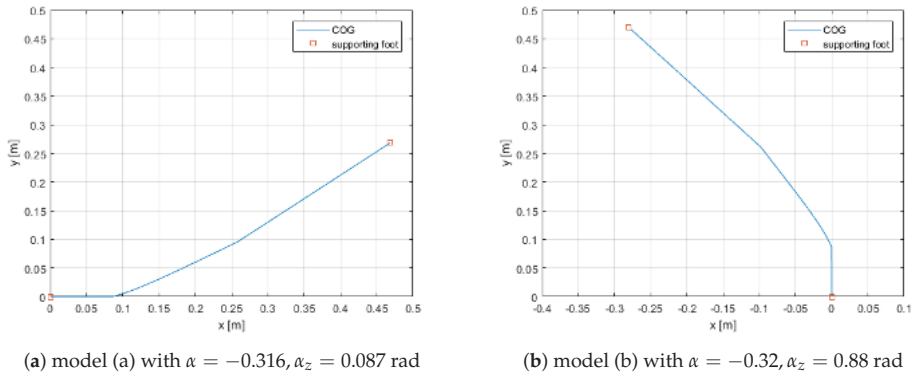 0.5
0.45
0.4
0.35
0.3
0.25
0.2
0.15
0.1
0.05
0
y [m]
0 0.05 0.1 0.15 0.2 0.25 0.3 0.35 0.4 0.45 0.5
x [m]
COG
supporting foot
0.5
0.45
0.4
0.35
0.3
0.25
0.2
0.15
0.1
0.05
0
y [m]
-0.4 -0.35 -0.3 -0.25 -0.2 -0.15 -0.1 -0.05 0 0.05 0.1
x [m]
COG
supporting foot
(a) model (a) with α = −0.316, α_z = 0.087 rad
(b) model (b) with α = −0.32, α_z = 0.88 rad